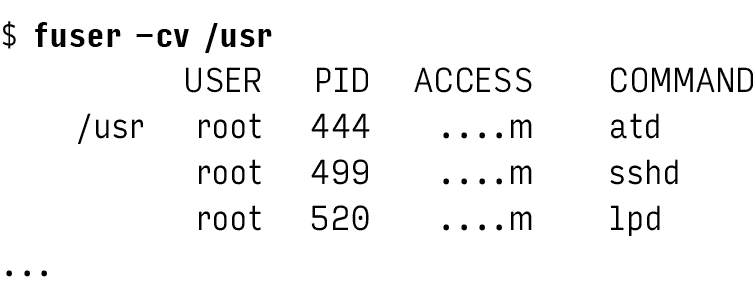 $ fuser -cv /usr
USER PID ACCESS COMMAND
/usr root 444 ....m atd
root 499 ....m sshd
root 520 ....m lpd
...